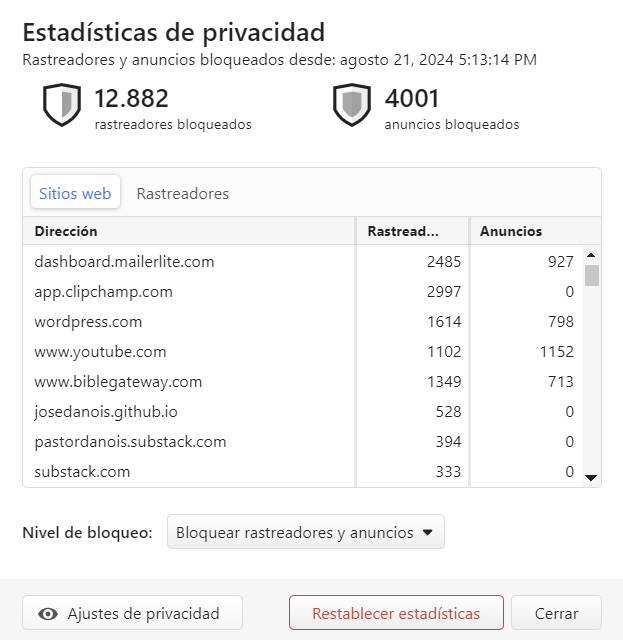 Estadísticas de privacidad
Rastreadores y anuncios bloqueados desde: agosto 21, 2024 5:13:14 PM
12.882 4001
rastreadores bloqueados anuncios bloqueados
Sitios web Rastreadores
Dirección Rastread... Anuncios
dashboard.mailerlite.com 2485 927
app.clipchamp.com 2997 0
wordpress.com 1614 798
www.youtube.com 1102 1152
www.biblegateway.com 1349 713
josedanois.github.io 528 0
pastordanois.substack.com 394 0
substack.com 333 0
Nivel de bloqueo: Bloquear rastreadores y anuncios
Ajustes de privacidad Restablecer estadísticas Cerrar